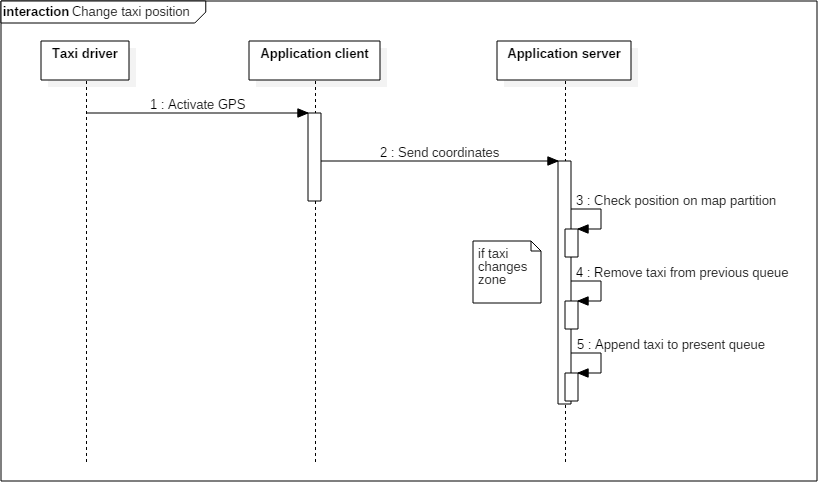 interaction Change taxi position
Taxi driver
Application client
Application server
1 : Activate GPS
2 : Send coordinates
3 : Check position on map partition
if taxi
changes
zone
4 : Remove taxi from previous queue
5 : Append taxi to present queue